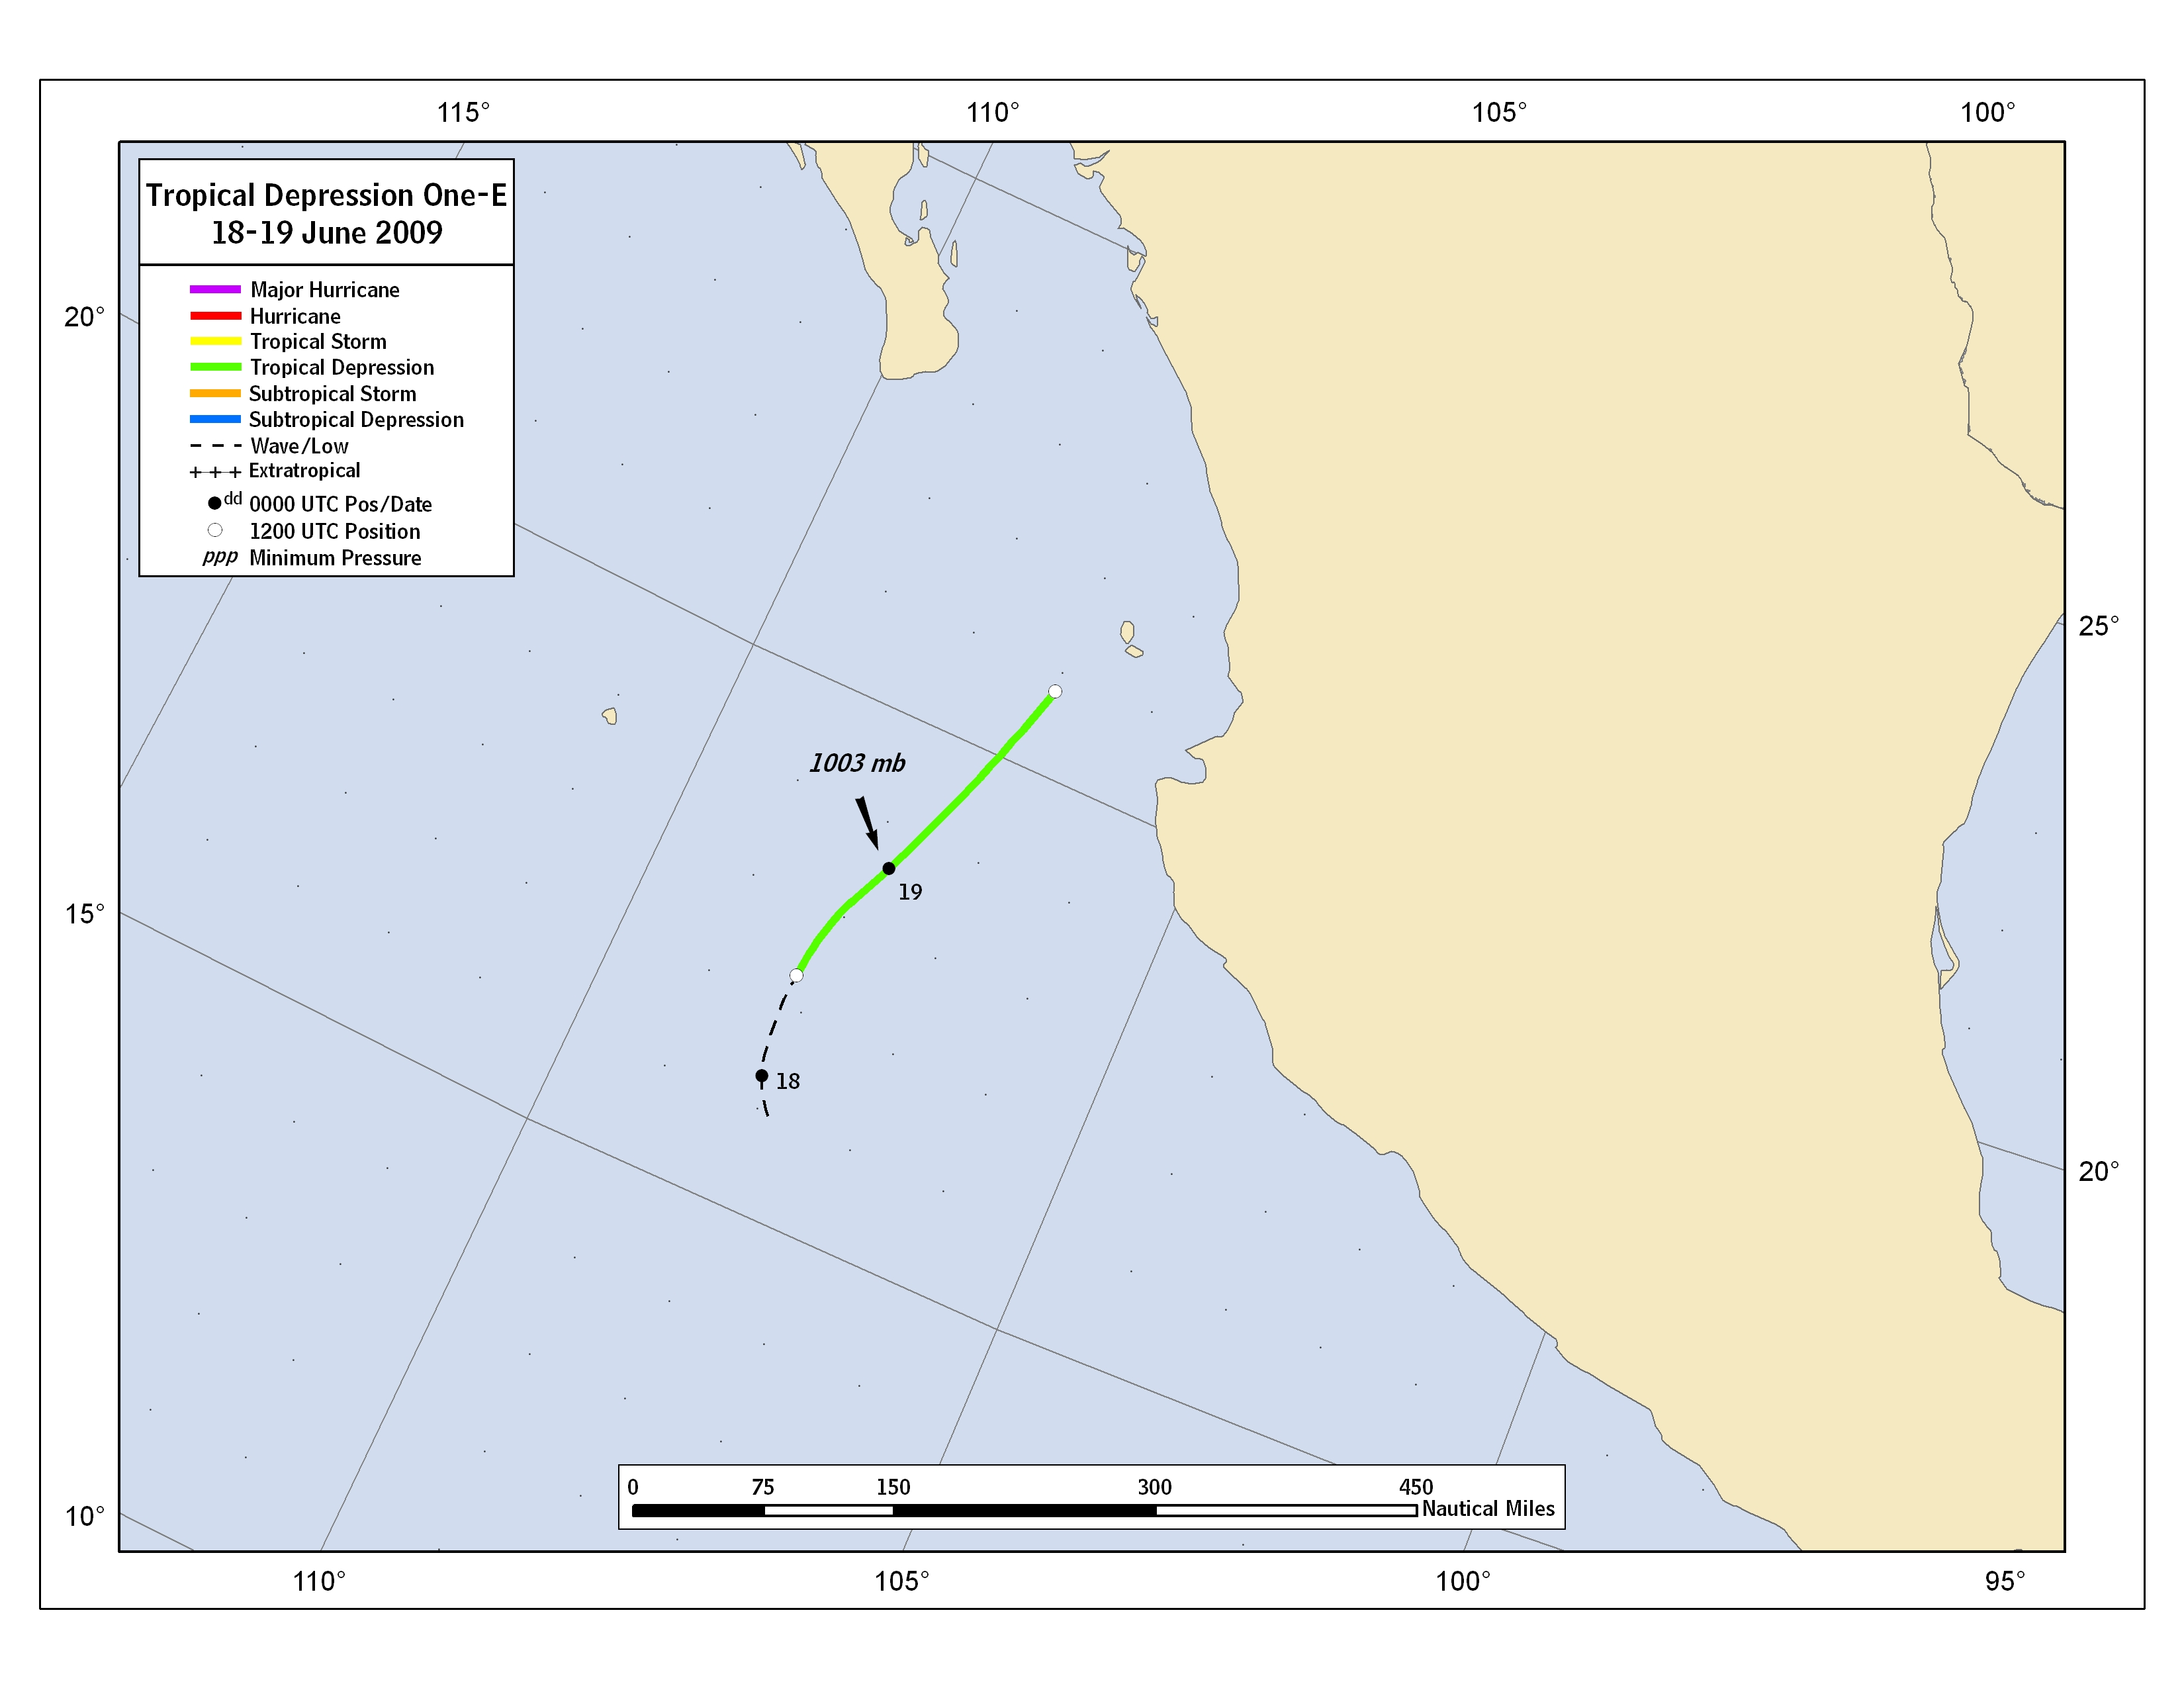 115°
110°
105°
100°
Tropical Depression One-E
18-19 June 2009
Major Hurricane
Hurricane
Tropical Storm
Tropical Depression
Subtropical Storm
Subtropical Depression
Wave/Low
Extratropical
dd 0000 UTC Pos/Date
1200 UTC Position
ppp Minimum Pressure
20°
15°
10°
25°
20°
1003 mb
19
18
0 75 150 300 450
Nautical Miles
110°
105°
100°
95°